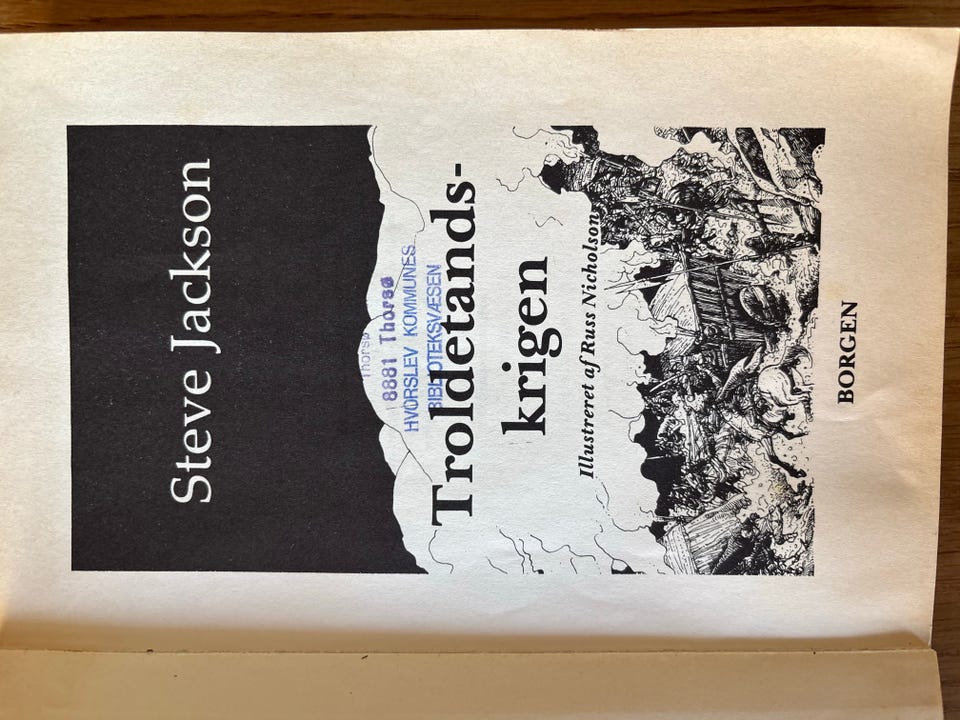 Steve Jackson
Thorsø
8881 Thorsø
HVORSLEV KOMMUNES
BIBLIOTEKSVÆSEN
Troldetands-
krigen
Illustreret af Russ Nicholson
BORGEN